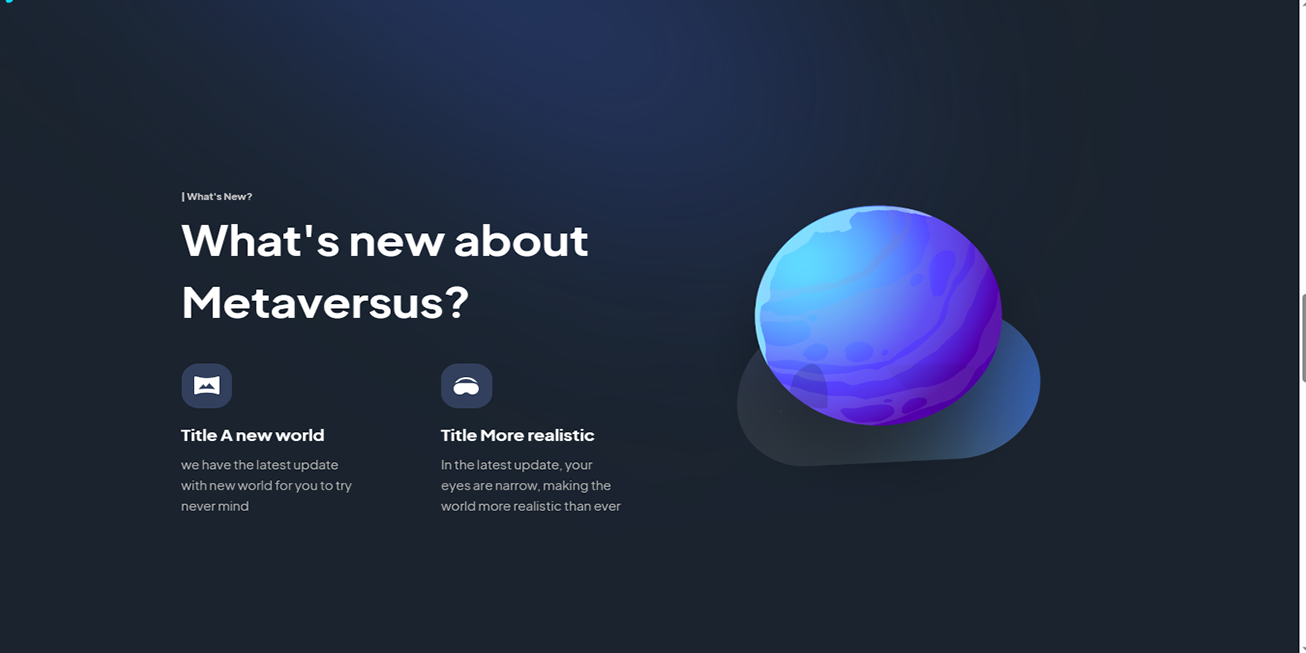 | What's New?
What's new about
Metaversus?
Title A new world
we have the latest update
with new world for you to try
never mind
Title More realistic
In the latest update, your
eyes are narrow, making the
world more realistic than ever